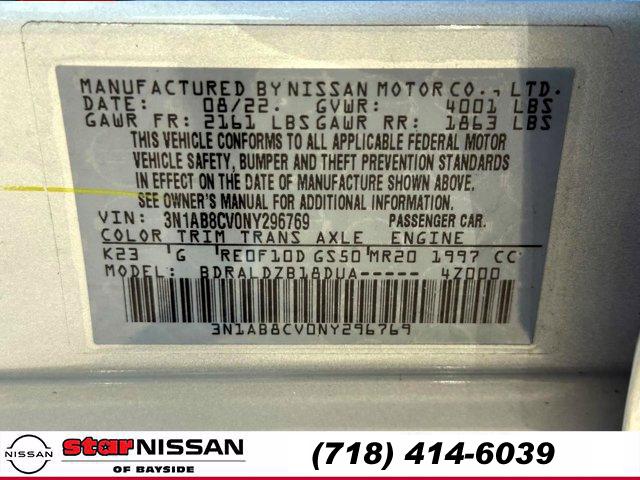 MANUFACTURED BY NISSAN MOTOR CO., LTD.
DATE: 08/22. GVWR: 4001 LBS
GAWR FR: 2161 LBS GAWR RR: 1863 LBS
THIS VEHICLE CONFORMS TO ALL APPLICABLE FEDERAL MOTOR
VEHICLE SAFETY, BUMPER AND THEFT PREVENTION STANDARDS
IN EFFECT ON THE DATE OF MANUFACTURE SHOWN ABOVE.
SEE OWNER'S MANUAL FOR ADDITIONAL INFORMATION.
VIN: 3N1AB8CV0NY296769 PASSENGER CAR.
COLOR TRIM TRANS AXLE ENGINE
K23 G RE0F10D GS50 MR20 1997 CC
MODEL: BDRALDZB18DUA----- 4Z000
3N1AB8CV0NY296769
NISSAN star NISSAN (718) 414-6039
OF BAYSIDE